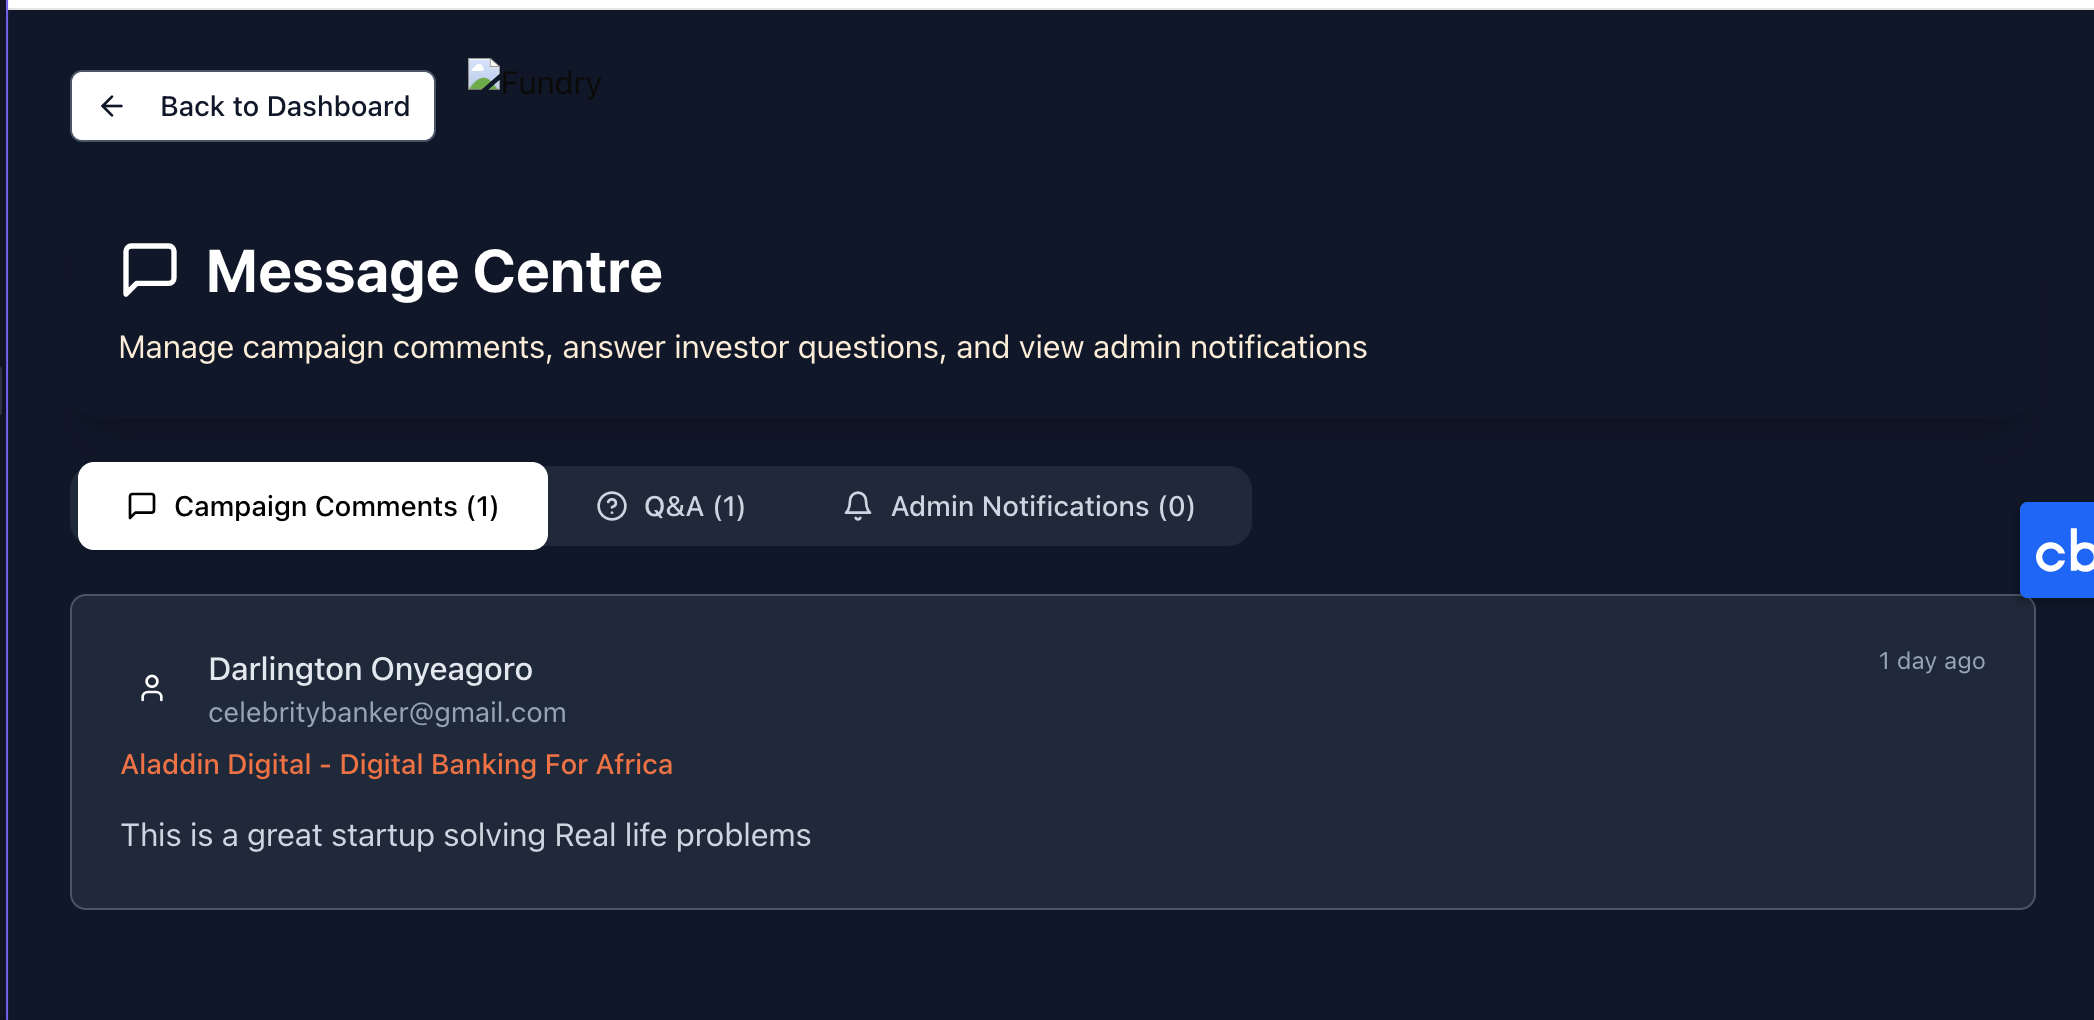 Back to Dashboard
Fundry
Message Centre
Manage campaign comments, answer investor questions, and view admin notifications
Campaign Comments (1)
Q&A (1)
Admin Notifications (0)
cb
Darlington Onyeagoro
1 day ago
celebritybanker@gmail.com
Aladdin Digital - Digital Banking For Africa
This is a great startup solving Real life problems